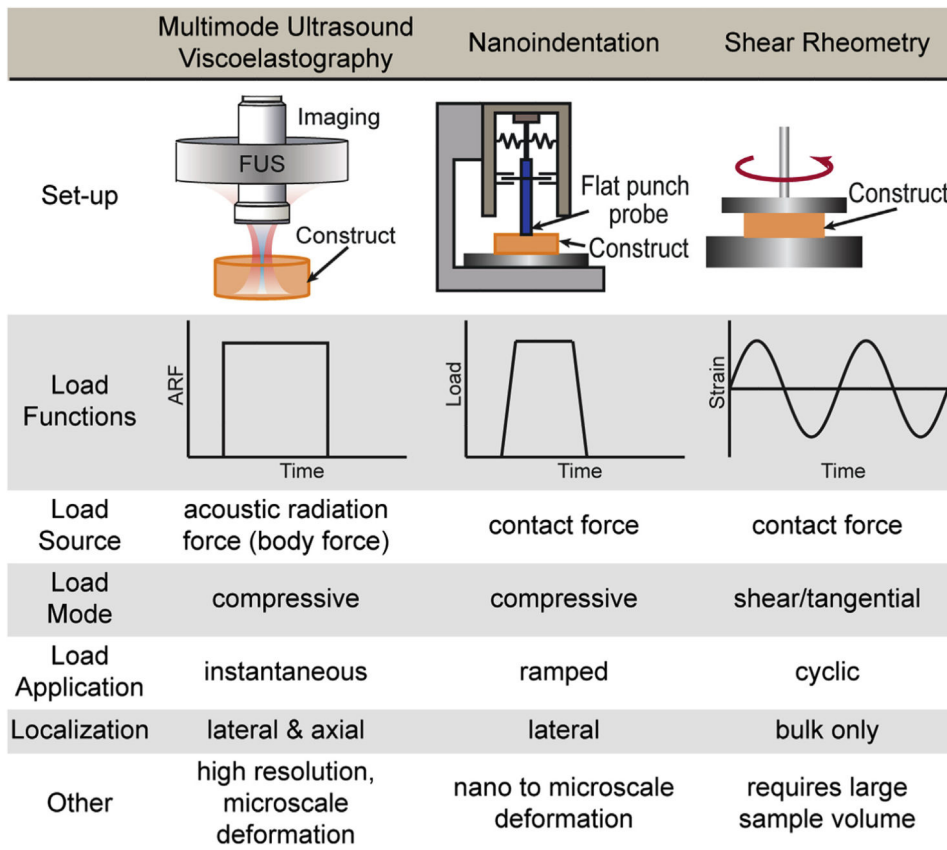 Multimode Ultrasound
Viscoelastography
Nanoindentation
Shear Rheometry
Set-up
Imaging
FUS
Construct
Flat punch
probe
Construct
Construct
Load
Functions
ARF
Time
Load
Time
Strain
Time
Load
Source
acoustic radiation
force (body force)
contact force
contact force
Load
Mode
compressive
compressive
shear/tangential
Load
Application
instantaneous
ramped
cyclic
Localization
lateral & axial
lateral
bulk only
Other
high resolution,
microscale
deformation
nano to microscale
deformation
requires large
sample volume